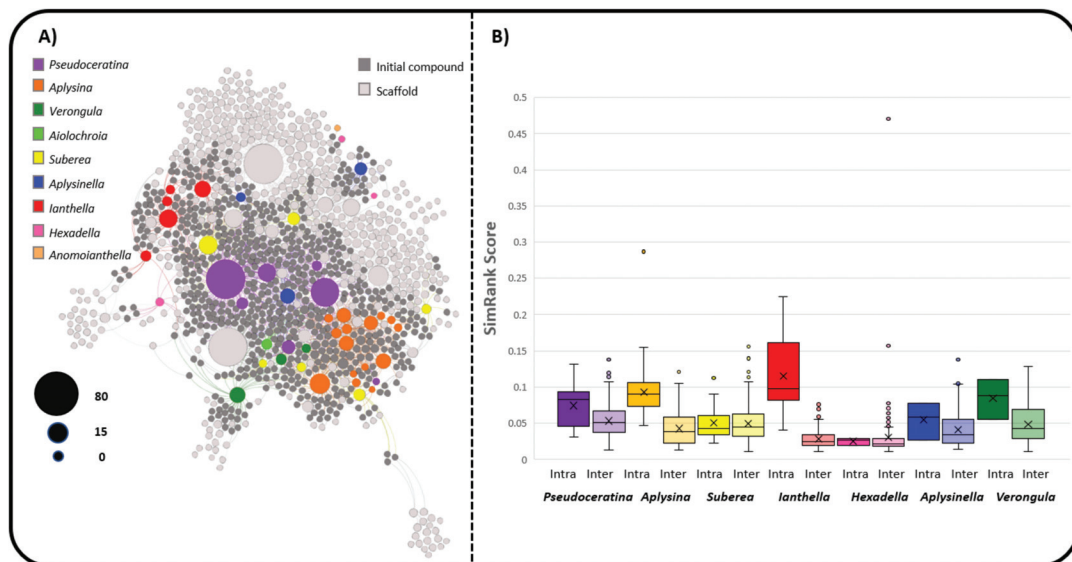 A)
Pseudoceratina
Aplysina
Verongula
Aiolochroia
Suberea
Aplysinella
Ianthella
Hexadella
Anomoianthella
Initial compound
Scaffold
80
15
0
B)
SimRank Score
0.5
0.45
0.4
0.35
0.3
0.25
0.2
0.15
0.1
0.05
0
Intra Inter Intra Inter Intra Inter Intra Inter Intra Inter Intra Inter Intra Inter
Pseudoceratina Aplysina Suberea Ianthella Hexadella Aplysinella Verongula